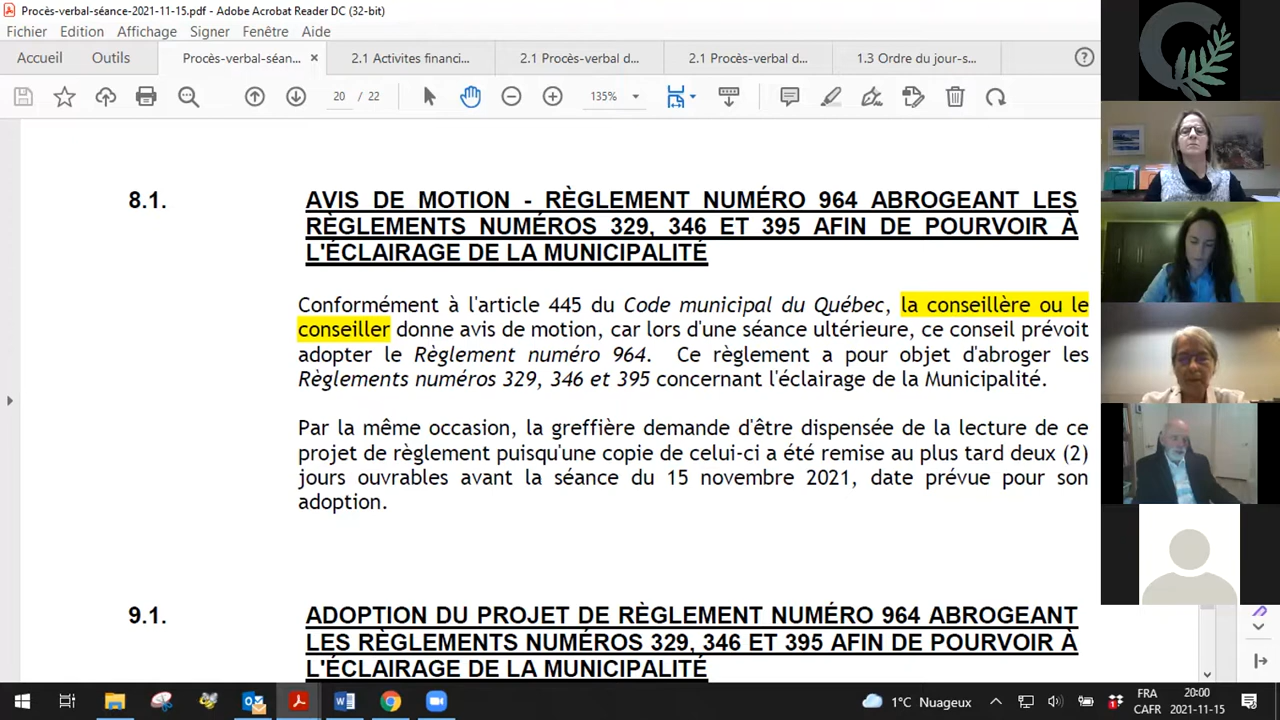 Procès-verbal-séance-2021-11-15.pdf - Adobe Acrobat Reader DC (32-bit)
Fichier Edition Affichage Signer Fenêtre Aide
Accueil Outils Procès-verbal-séan... × 2.1 Activites financi... 2.1 Procès-verbal d... 2.1 Procès-verbal d... 1.3 Ordre du jour-s...
20 / 22 135%
8.1. AVIS DE MOTION - RÈGLEMENT NUMÉRO 964 ABROGEANT LES
RÈGLEMENTS NUMÉROS 329, 346 ET 395 AFIN DE POURVOIR À
L'ÉCLAIRAGE DE LA MUNICIPALITÉ
Conformément à l'article 445 du Code municipal du Québec, la conseillère ou le
conseiller donne avis de motion, car lors d'une séance ultérieure, ce conseil prévoit
adopter le Règlement numéro 964. Ce règlement a pour objet d'abroger les
Règlements numéros 329, 346 et 395 concernant l'éclairage de la Municipalité.
Par la même occasion, la greffière demande d'être dispensée de la lecture de ce
projet de règlement puisqu'une copie de celui-ci a été remise au plus tard deux (2)
jours ouvrables avant la séance du 15 novembre 2021, date prévue pour son
adoption.
9.1. ADOPTION DU PROJET DE RÈGLEMENT NUMÉRO 964 ABROGEANT
LES RÈGLEMENTS NUMÉROS 329, 346 ET 395 AFIN DE POURVOIR À
L'ÉCLAIRAGE DE LA MUNICIPALITÉ
1°C Nuageux
FRA
CAFR
20:00
2021-11-15